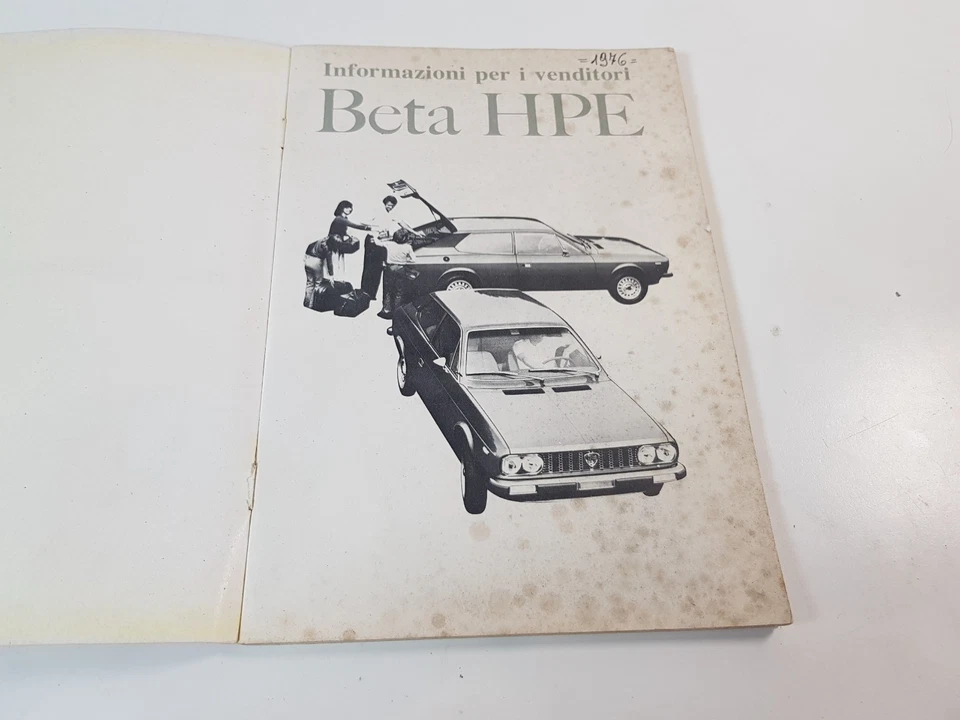 =1976=
Informazioni per i venditori
Beta HPE